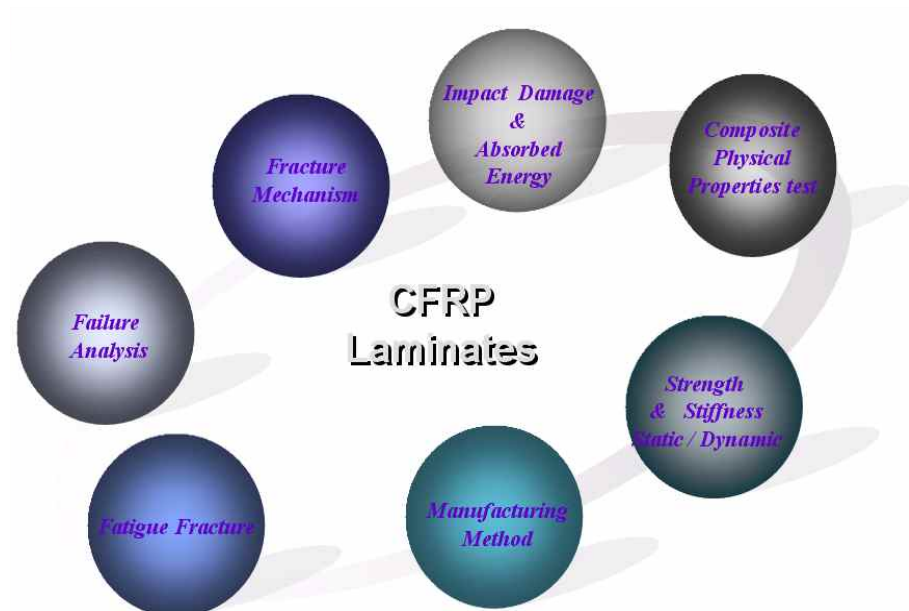 Impact Damage
&
Absorbed
Energy
Composite
Physical
Properties test
Fracture
Mechanism
CFRP
Laminates
Failure
Analysis
Strength
& Stiffness
Static / Dynamic
Manufacturing
Method
Fatigue Fracture